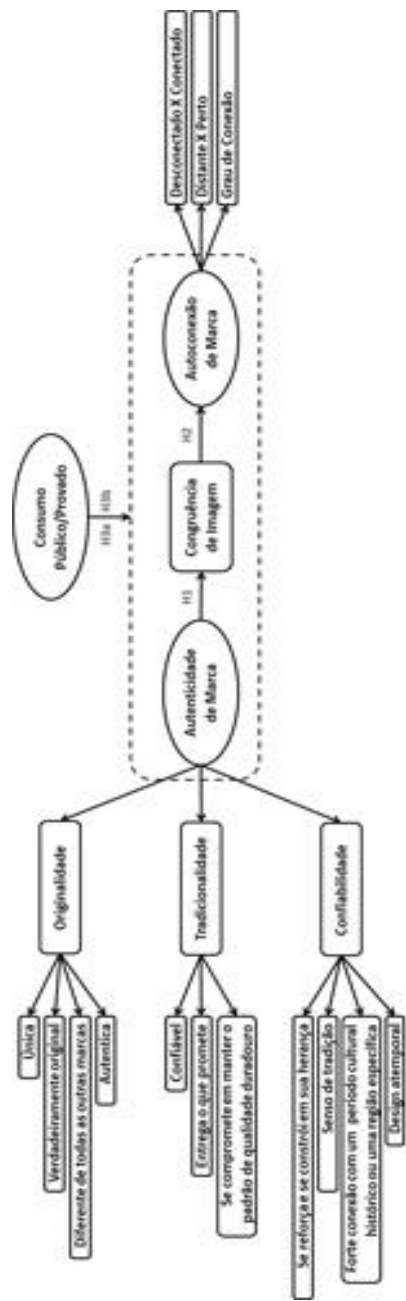 Única
Verdadeiramente original
Diferente de todas as outras marcas
Autentica
Originalidade
Confiável
Entrega o que promete
Se compromete em manter o
padrão de qualidade duradouro
Tradicionalidade
Se reforça e se constrói em sua herança
Senso de tradição
Forte conexão com um período cultural
histórico ou uma região específica
Design atemporal
Confiabilidade
Autenticidade
de Marca
H1
Congruência
de Imagem
H2
Autoconexão
de Marca
Consumo
Público/Provado
H3a
H3b
Desconectado X Conectado
Distante X Perto
Grau de Conexão